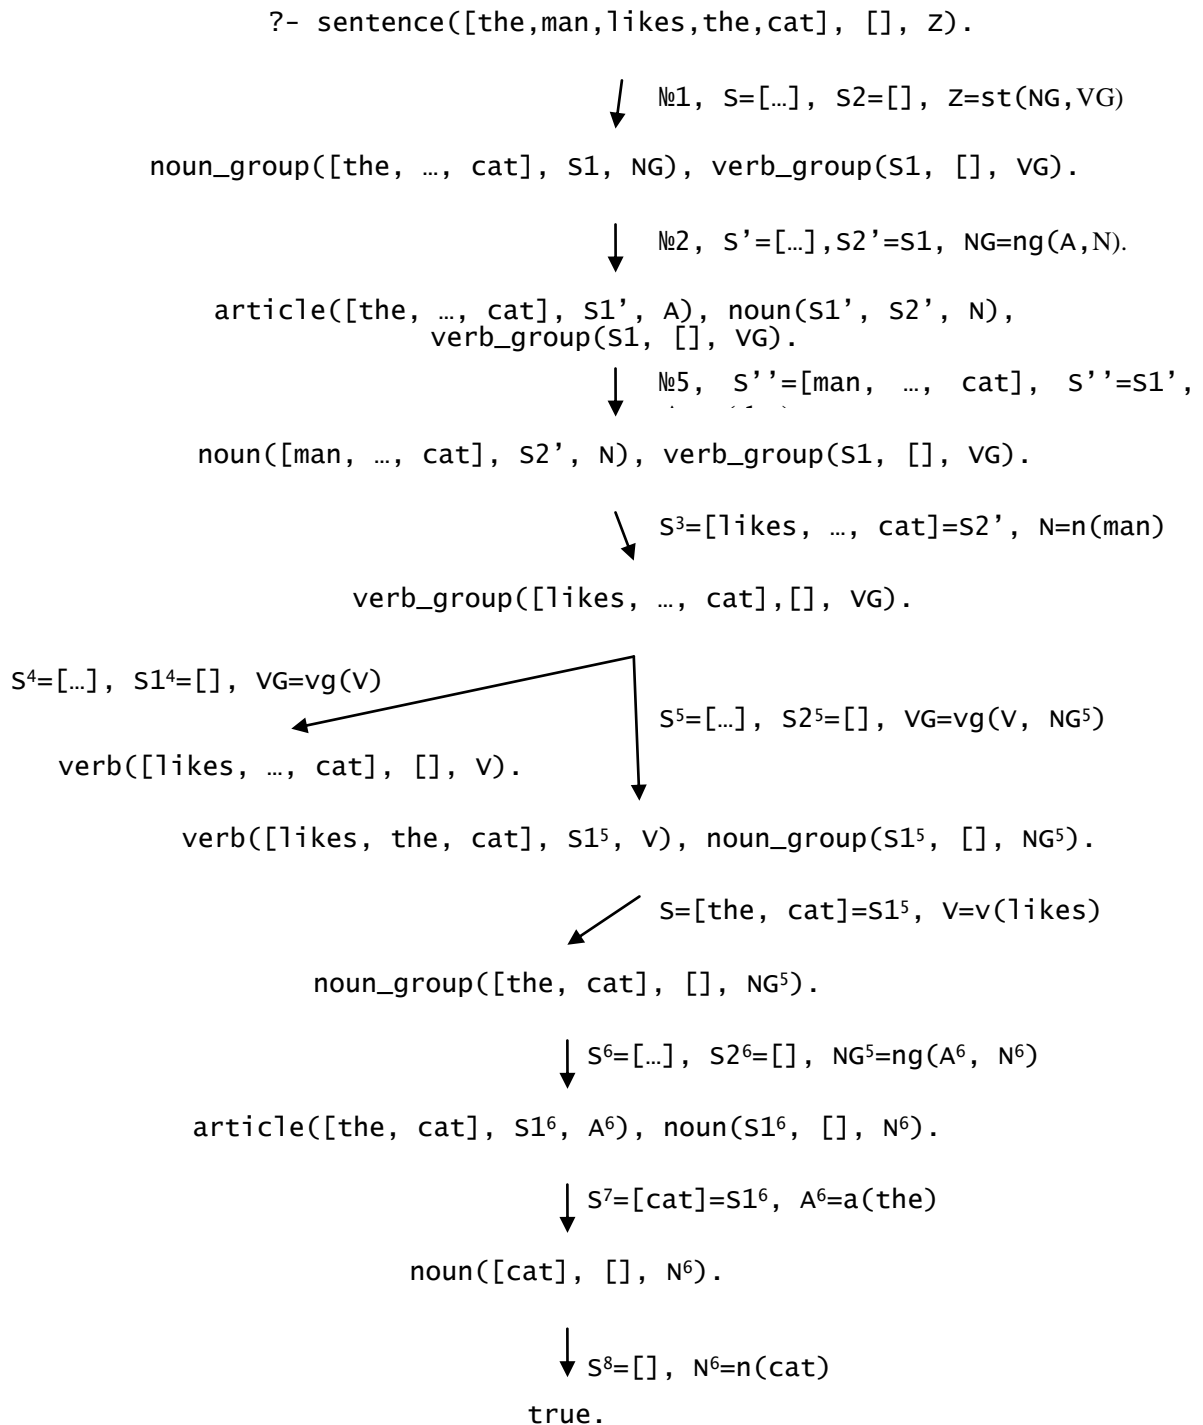 ?- sentence([the,man,likes,the,cat], [], Z).
№1, S=[…], S2=[], Z=st(NG,VG)
noun_group([the, …, cat], S1, NG), verb_group(S1, [], VG).
№2, S’=[…],S2’=S1, NG=ng(A,N).
article([the, …, cat], S1’, A), noun(S1’, S2’, N),
verb_group(S1, [], VG).
№5, S’’=[man, …, cat], S’’=S1’,
noun([man, …, cat], S2’, N), verb_group(S1, [], VG).
S³=[likes, …, cat]=S2’, N=n(man)
verb_group([likes, …, cat],[], VG).
S⁴=[…], S1⁴=[], VG=vg(V)
S⁵=[…], S2⁵=[], VG=vg(V, NG⁵)
verb([likes, …, cat], [], V).
verb([likes, the, cat], S1⁵, V), noun_group(S1⁵, [], NG⁵).
S=[the, cat]=S1⁵, V=v(likes)
noun_group([the, cat], [], NG⁵).
S⁶=[…], S2⁶=[], NG⁵=ng(A⁶, N⁶)
article([the, cat], S1⁶, A⁶), noun(S1⁶, [], N⁶).
S⁷=[cat]=S1⁶, A⁶=a(the)
noun([cat], [], N⁶).
S⁸=[], N⁶=n(cat)
true.